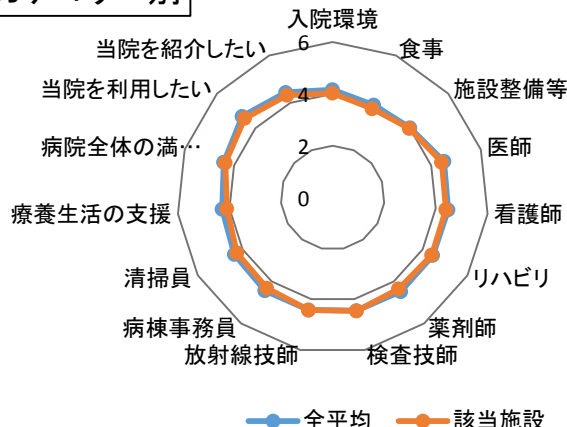 入院環境
食事
施設整備等
医師
看護師
リハビリ
薬剤師
検査技師
放射線技師
病棟事務員
清掃員
療養生活の支援
病院全体の満…
当院を利用したい
当院を紹介したい
6
4
2
0
全平均
該当施設